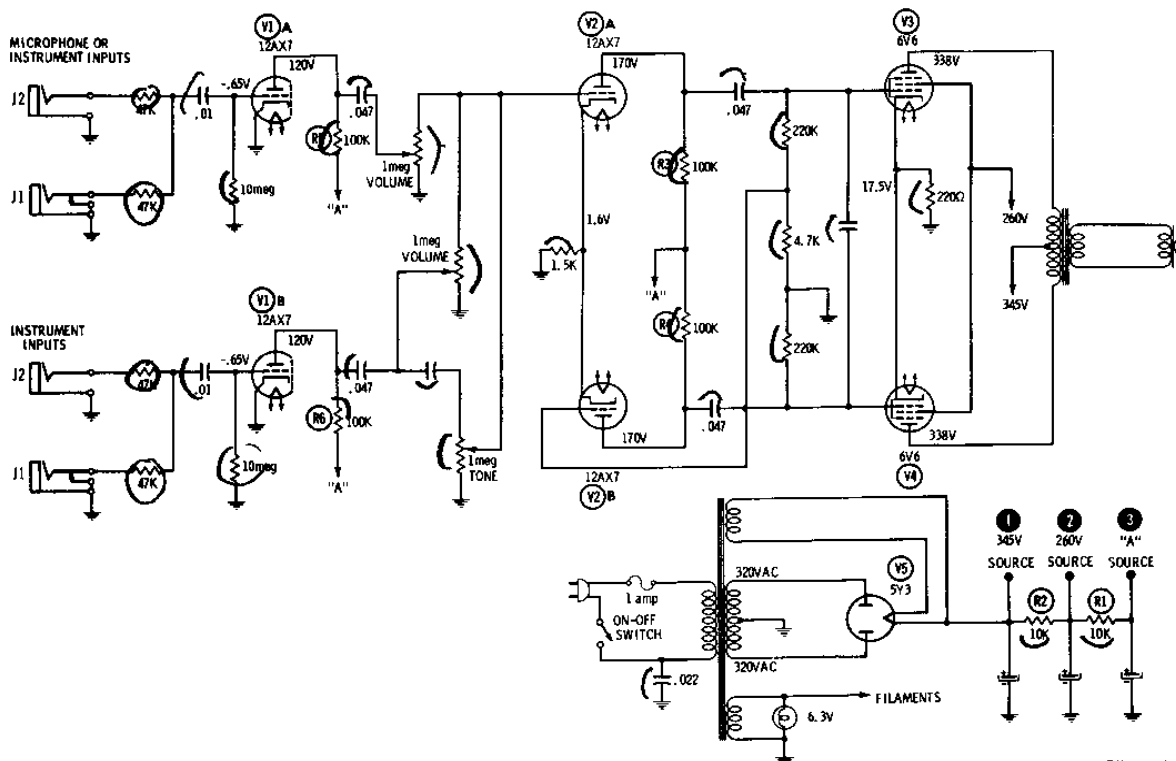 MICROPHONE OR
INSTRUMENT INPUTS
J2
47K
.01
-.65V
V1 A
12AX7
120V
.047
100K
"A"
1meg
VOLUME
J1
47K
10meg
V2 A
12AX7
170V
R3
100K
.047
220K
1.6V
1.5K
"A"
4.7K
R4
100K
220K
V3
6V6
338V
17.5V
220Ω
260V
345V
1meg
VOLUME
INSTRUMENT
INPUTS
J2
47K
.01
-.65V
V1 B
12AX7
120V
.047
R6
100K
"A"
1meg
TONE
J1
47K
10meg
170V
12AX7
V2 B
.047
338V
6V6
V4
1 amp
ON-OFF
SWITCH
.022
320VAC
320VAC
V5
5Y3
FILAMENTS
6.3V
1
345V
SOURCE
2
260V
SOURCE
3
"A"
SOURCE
R2
10K
R1
10K